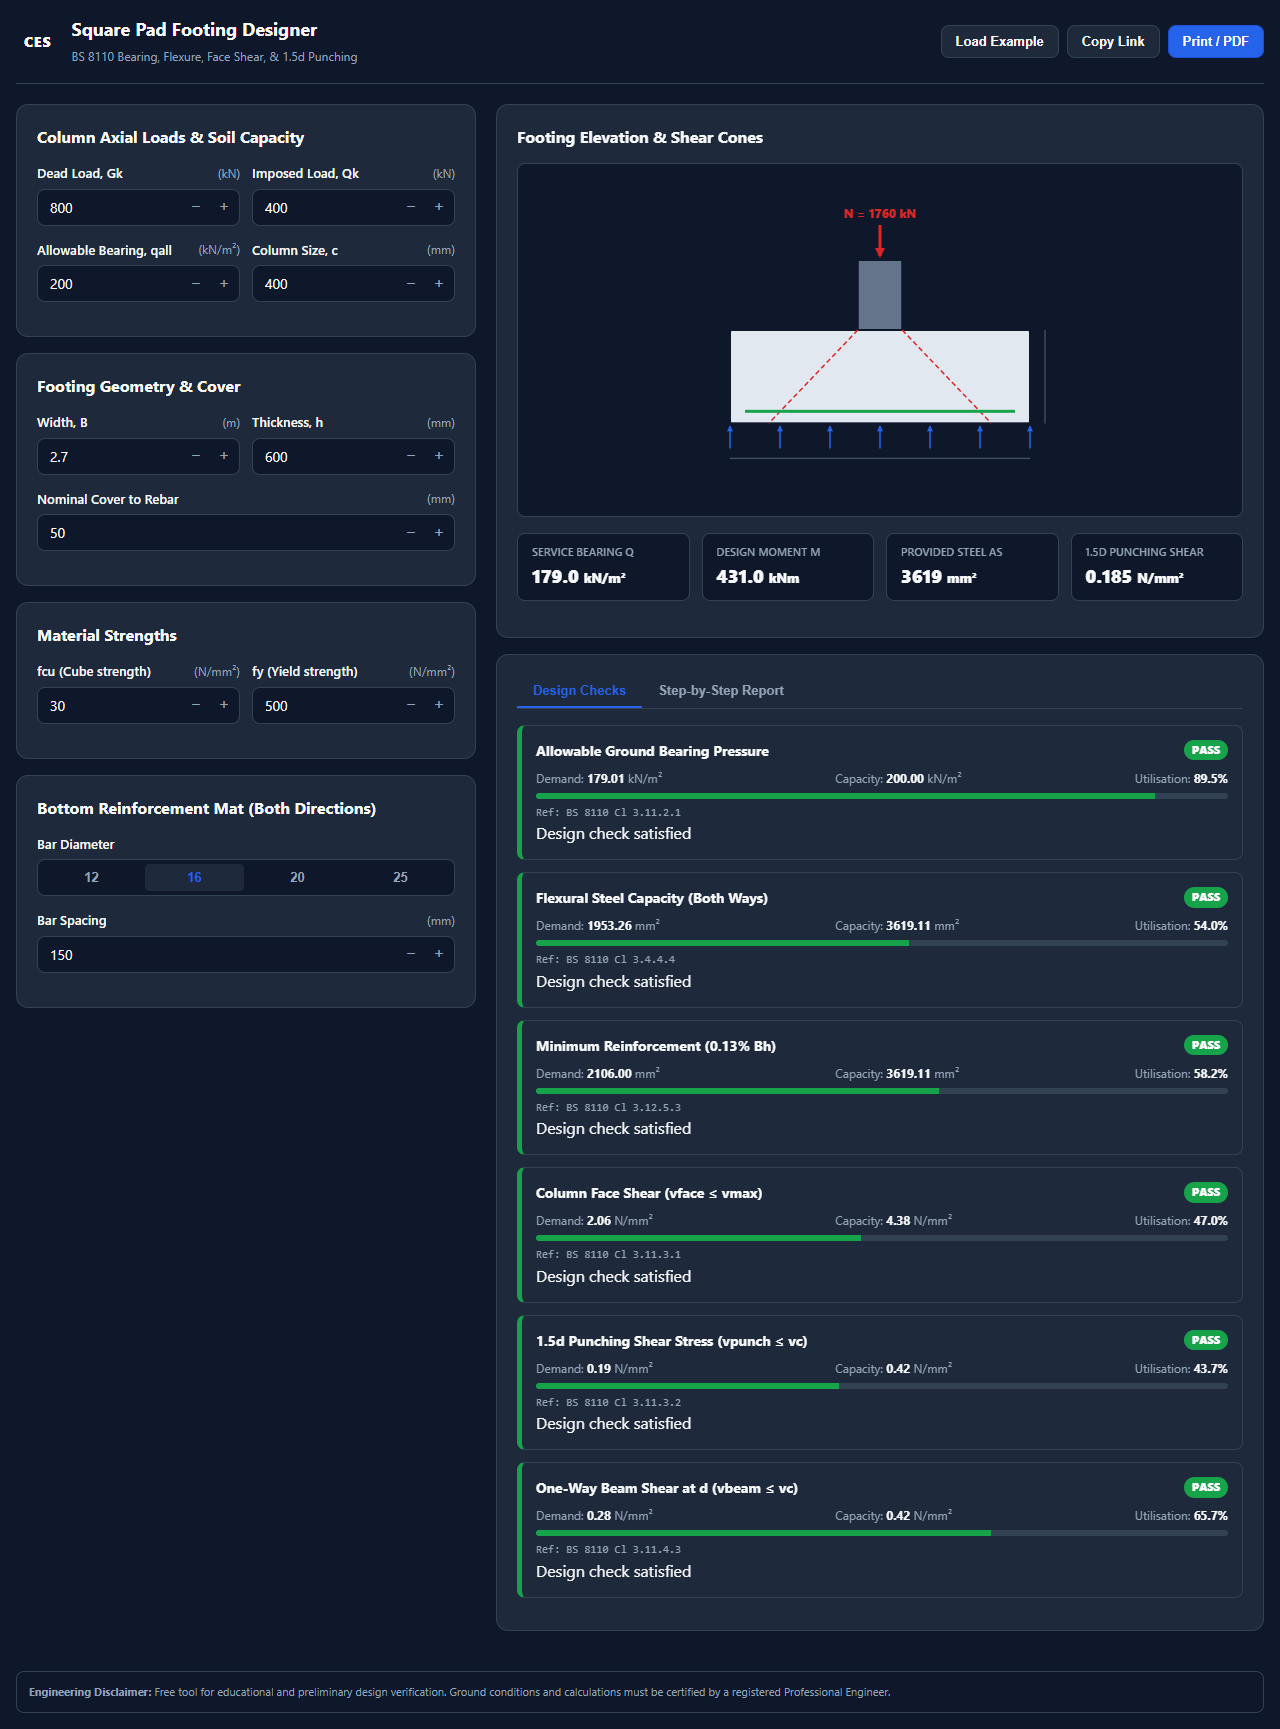 CES
Square Pad Footing Designer
BS 8110 Bearing, Flexure, Face Shear, & 1.5d Punching
Load Example
Copy Link
Print / PDF
Column Axial Loads & Soil Capacity
Dead Load, Gk (kN)
Imposed Load, Qk (kN)
800 − +
400 − +
Allowable Bearing, qall (kN/m²)
Column Size, c (mm)
200 − +
400 − +
Footing Geometry & Cover
Width, B (m)
Thickness, h (mm)
2.7 − +
600 − +
Nominal Cover to Rebar (mm)
50 − +
Material Strengths
fcu (Cube strength) (N/mm²)
fy (Yield strength) (N/mm²)
30 − +
500 − +
Bottom Reinforcement Mat (Both Directions)
Bar Diameter
12 16 20 25
Bar Spacing (mm)
150 − +
Footing Elevation & Shear Cones
N = 1760 kN
SERVICE BEARING Q
179.0 kN/m²
DESIGN MOMENT M
431.0 kNm
PROVIDED STEEL AS
3619 mm²
1.5D PUNCHING SHEAR
0.185 N/mm²
Design Checks
Step-by-Step Report
Allowable Ground Bearing Pressure PASS
Demand: 179.01 kN/m² Capacity: 200.00 kN/m² Utilisation: 89.5%
Ref: BS 8110 Cl 3.11.2.1
Design check satisfied
Flexural Steel Capacity (Both Ways) PASS
Demand: 1953.26 mm² Capacity: 3619.11 mm² Utilisation: 54.0%
Ref: BS 8110 Cl 3.4.4.4
Design check satisfied
Minimum Reinforcement (0.13% Bh) PASS
Demand: 2106.00 mm² Capacity: 3619.11 mm² Utilisation: 58.2%
Ref: BS 8110 Cl 3.12.5.3
Design check satisfied
Column Face Shear (vface ≤ vmax) PASS
Demand: 2.06 N/mm² Capacity: 4.38 N/mm² Utilisation: 47.0%
Ref: BS 8110 Cl 3.11.3.1
Design check satisfied
1.5d Punching Shear Stress (vpunch ≤ vc) PASS
Demand: 0.19 N/mm² Capacity: 0.42 N/mm² Utilisation: 43.7%
Ref: BS 8110 Cl 3.11.3.2
Design check satisfied
One-Way Beam Shear at d (vbeam ≤ vc) PASS
Demand: 0.28 N/mm² Capacity: 0.42 N/mm² Utilisation: 65.7%
Ref: BS 8110 Cl 3.11.4.3
Design check satisfied
Engineering Disclaimer: Free tool for educational and preliminary design verification. Ground conditions and calculations must be certified by a registered Professional Engineer.